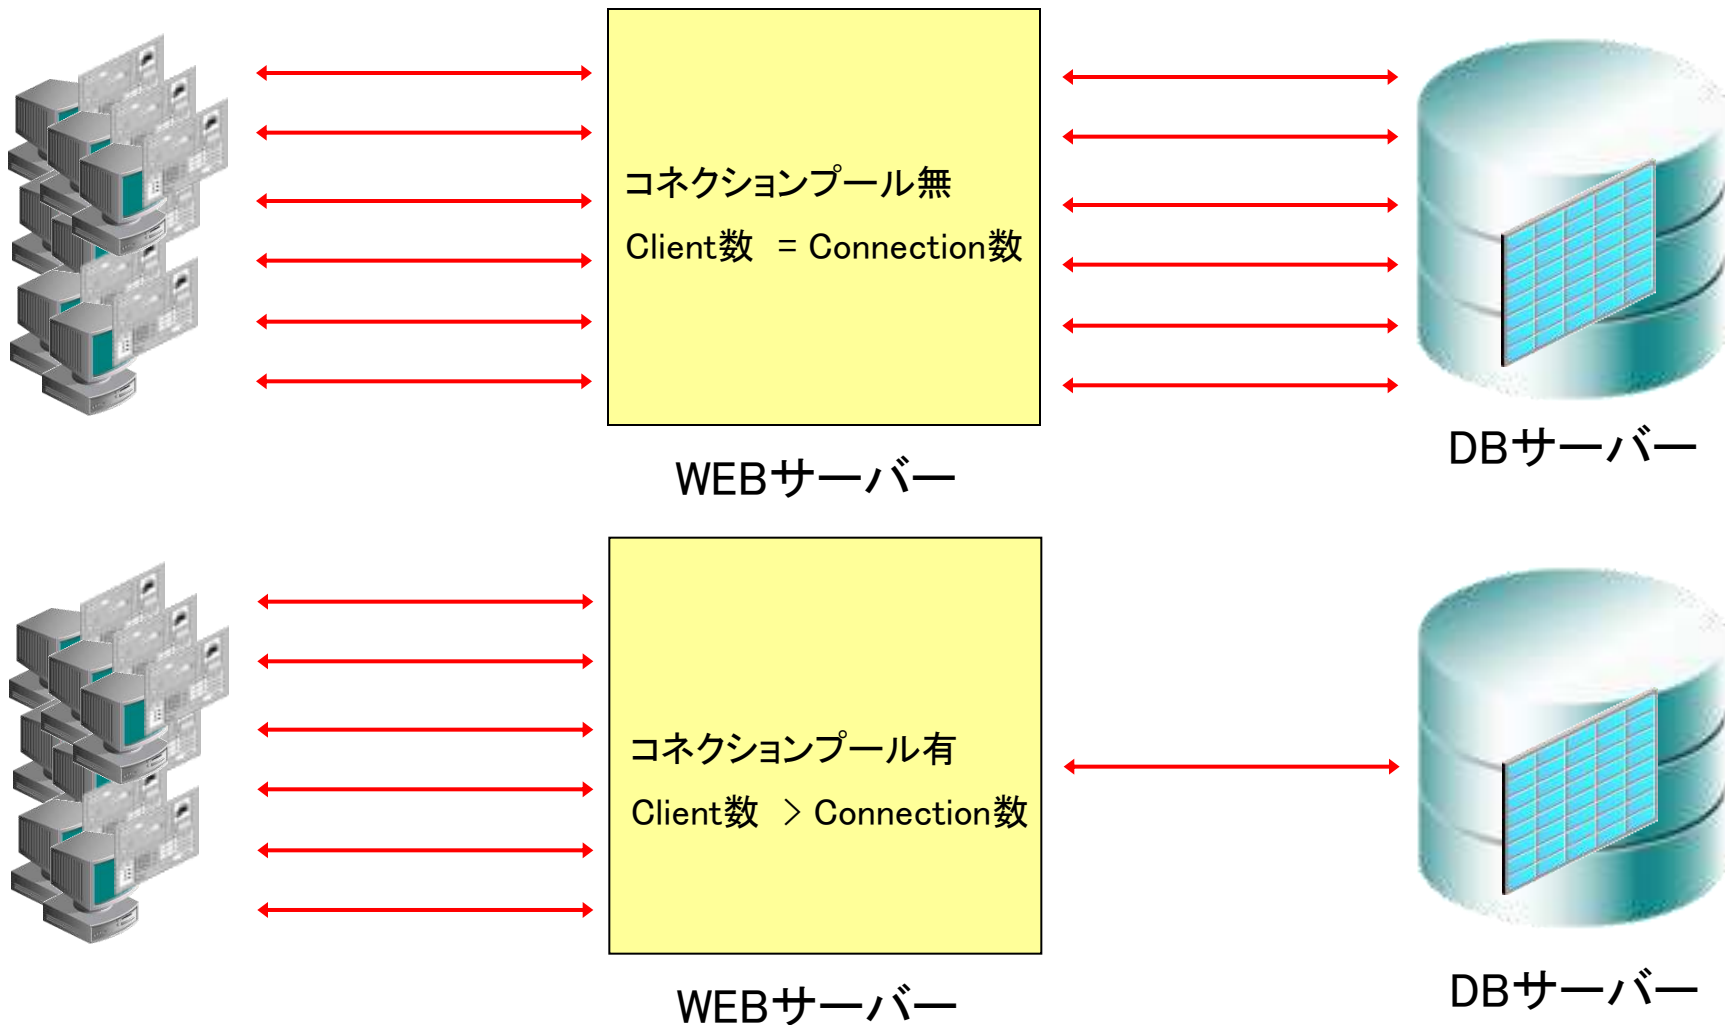 コネクションプール無
Client数 = Connection数
DBサーバー
WEBサーバー
コネクションプール有
Client数 > Connection数
DBサーバー
WEBサーバー